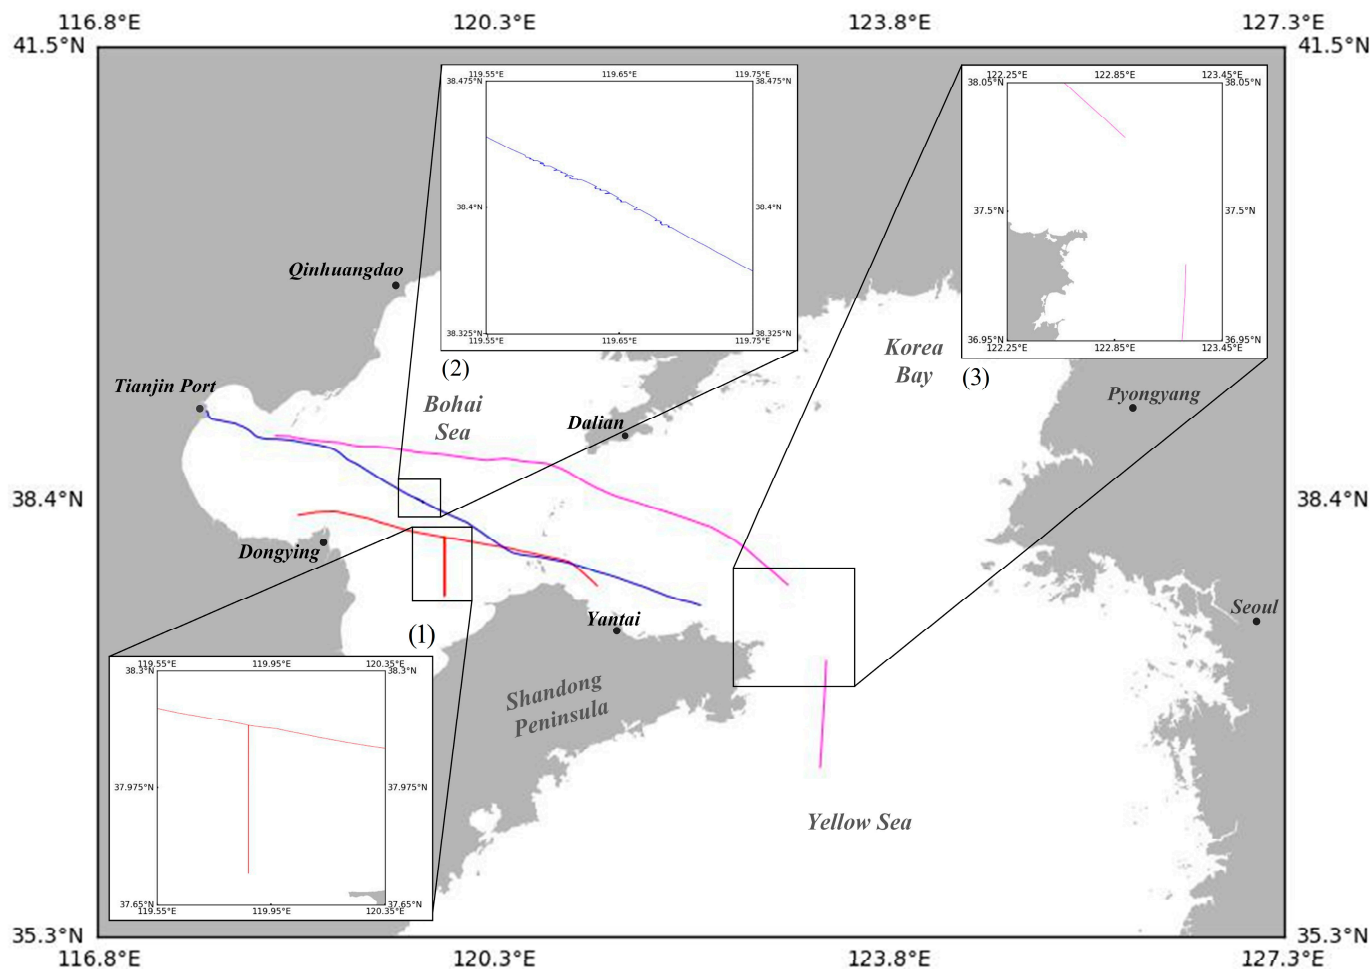 116.8°E 120.3°E 123.8°E 127.3°E
41.5°N 41.5°N
119.55°E 119.65°E 119.75°E
38.475°N 38.475°N
38.4°N 38.4°N
38.325°N 38.325°N
119.55°E 119.65°E 119.75°E
(2)
122.25°E 122.85°E 123.45°E
38.05°N 38.05°N
37.5°N 37.5°N
36.95°N 36.95°N
122.25°E 122.85°E 123.45°E
(3)
Qinhuangdao
Korea
Bay
Tianjin Port
Bohai
Sea
Pyongyang
Dalian
38.4°N 38.4°N
Dongying
Seoul
Yantai
(1)
119.55°E 119.95°E 120.35°E
38.3°N 38.3°N
37.975°N 37.975°N
37.65°N 37.65°N
119.55°E 119.95°E 120.35°E
Shandong
Peninsula
Yellow Sea
35.3°N 35.3°N
116.8°E 120.3°E 123.8°E 127.3°E